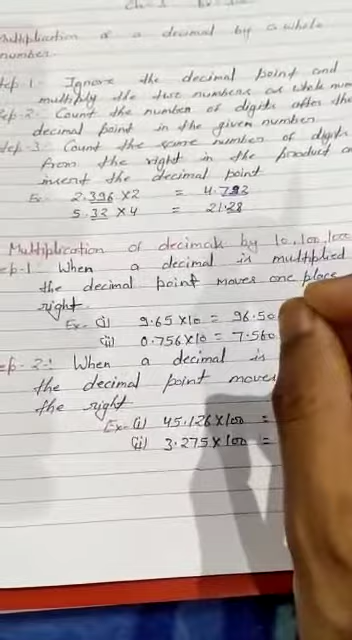 Multiplication of a decimal by a whole
number.
Step 1. Ignore the decimal point and
multiply the two numbers as whole num
Step-2. Count the number of digits after the
decimal point in the given number.
Step-3. Count the same number of digits
from the right in the product a
insert the decimal point
Ex- 2.396 × 2 = 4.792
5.32 × 4 = 21.28
Multiplication of decimals by 10, 100, 100
ep-1 When a decimal is multiplied
the decimal point moves one place
right.
Ex- (i) 9.65 × 10 = 96.50
(ii) 0.756 × 10 = 7.560
ep-2: When a decimal is
the decimal point moves
the right
Ex- (i) 45.126 × 100 =
(ii) 3.275 × 100 =